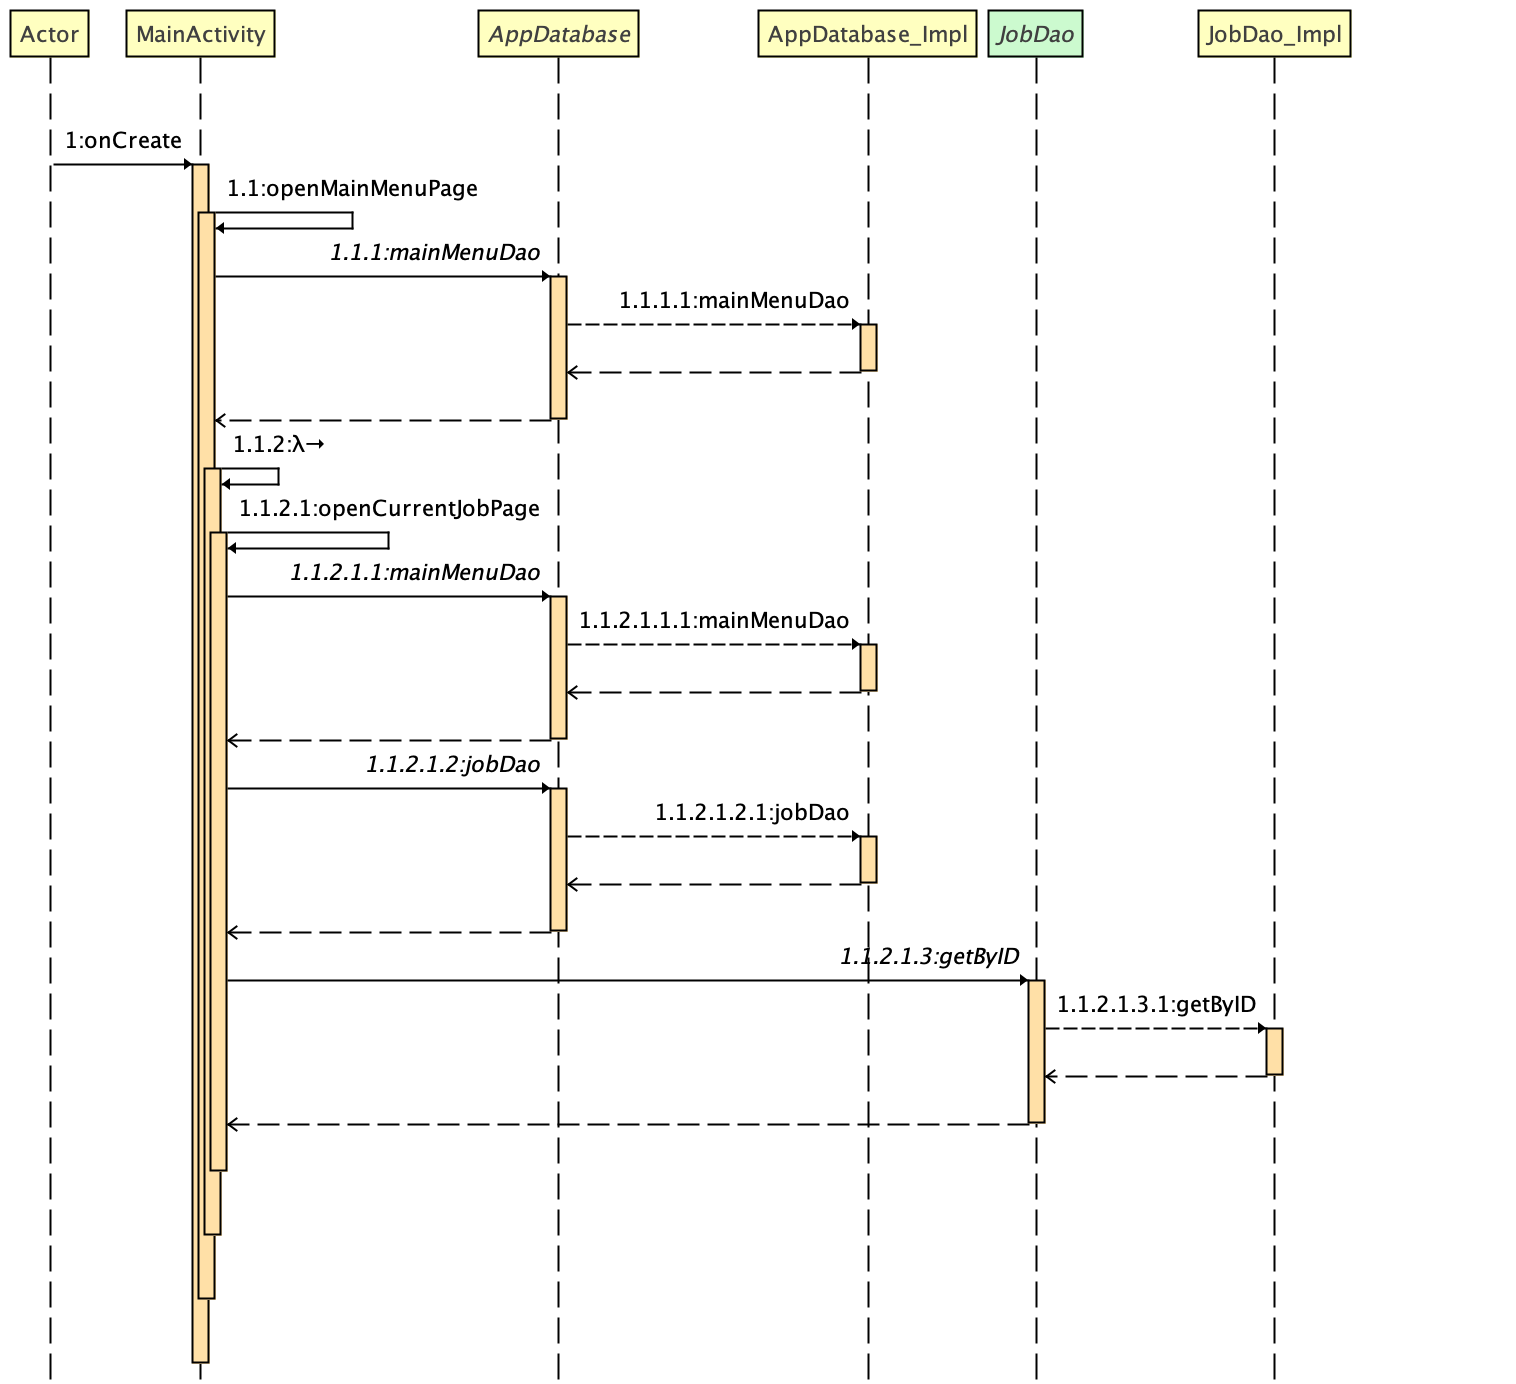 Actor
MainActivity
AppDatabase
AppDatabase_Impl
JobDao
JobDao_Impl
1:onCreate
1.1:openMainMenuPage
1.1.1:mainMenuDao
1.1.1.1:mainMenuDao
1.1.2:λ→
1.1.2.1:openCurrentJobPage
1.1.2.1.1:mainMenuDao
1.1.2.1.1.1:mainMenuDao
1.1.2.1.2:jobDao
1.1.2.1.2.1:jobDao
1.1.2.1.3:getByID
1.1.2.1.3.1:getByID